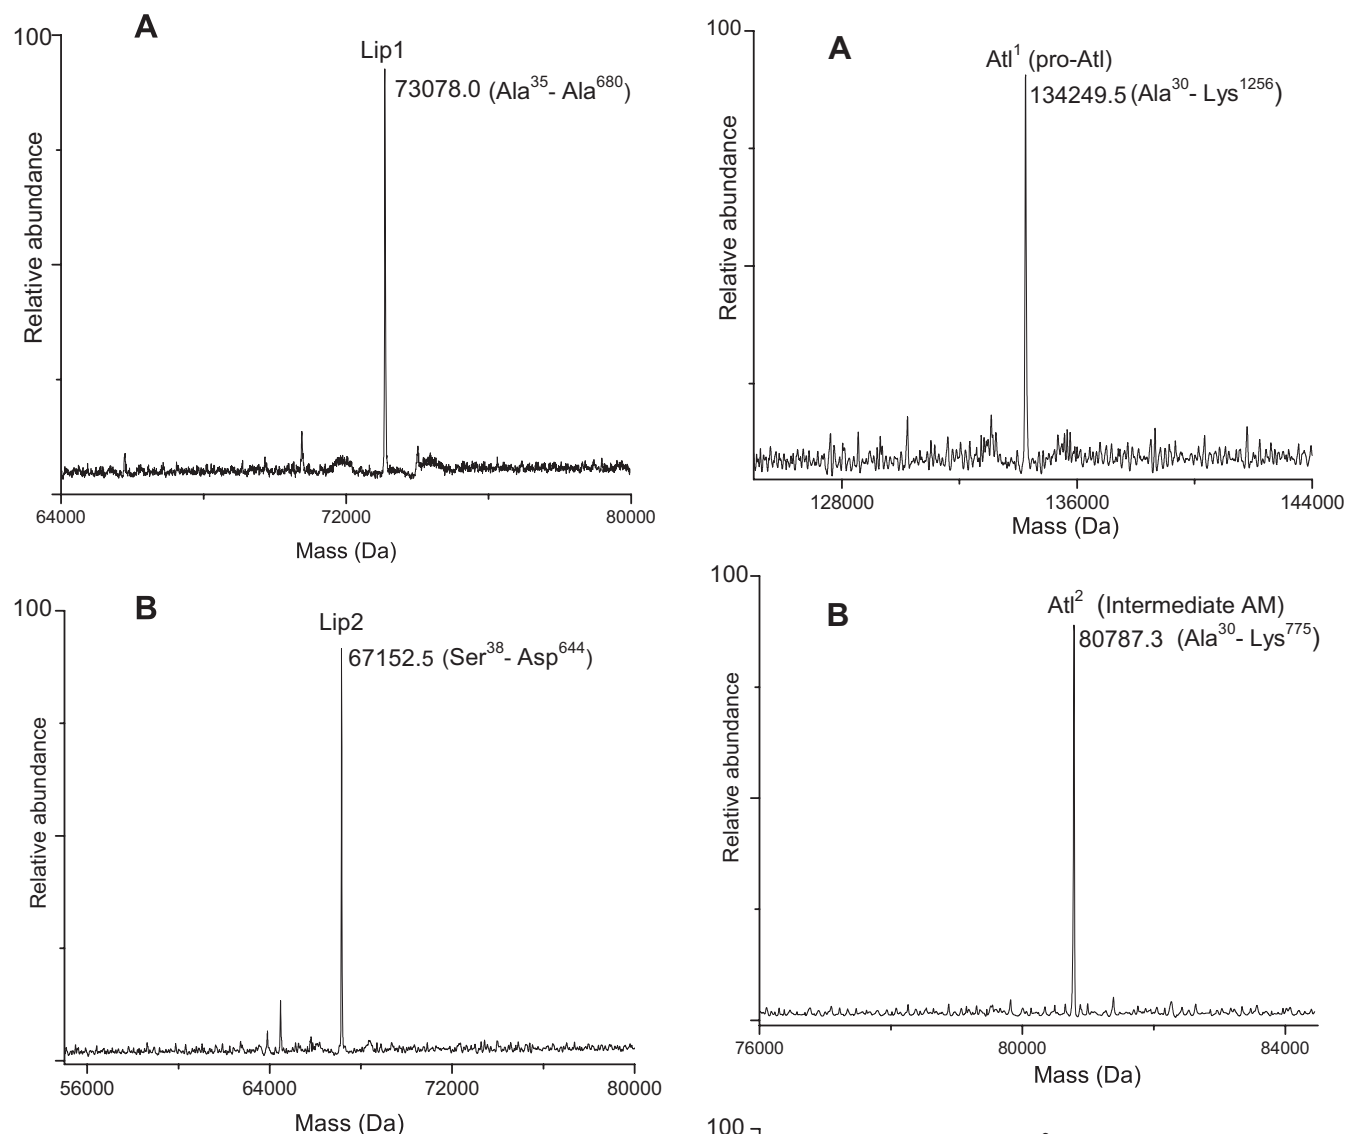 A
100
Lip1
73078.0 (Ala35- Ala680)
Relative abundance
64000 72000 80000
Mass (Da)
B
100
Lip2
67152.5 (Ser38- Asp644)
Relative abundance
56000 64000 72000 80000
Mass (Da)
A
100
Atl1 (pro-Atl)
134249.5 (Ala30- Lys1256)
Relative abundance
128000 136000 144000
Mass (Da)
100
B
Atl2 (Intermediate AM)
80787.3 (Ala30- Lys775)
Relative abundance
76000 80000 84000
Mass (Da)
100